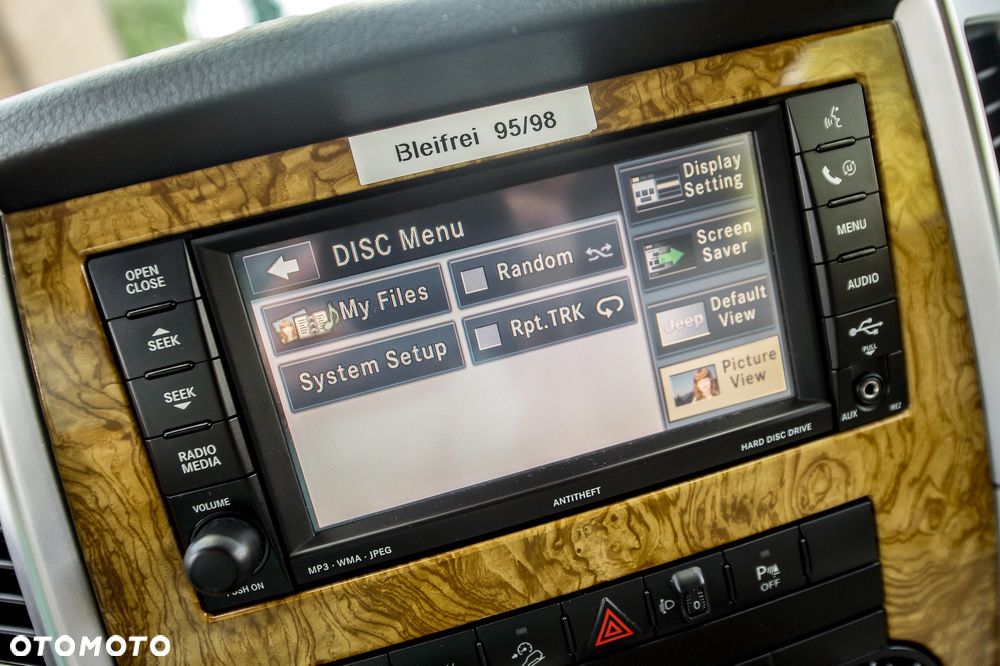 Bleifrei 95/98
OPEN
CLOSE
SEEK
SEEK
RADIO
MEDIA
VOLUME
PUSH ON
DISC Menu
My Files
Random
System Setup
Rpt.TRK
Display
Setting
Screen
Saver
Jeep
Default
View
Picture
View
MENU
AUDIO
PULL
AUX
REZ
MP3 · WMA · JPEG
ANTITHEFT
HARD DISC DRIVE
0
P
OFF
OTOMOTO